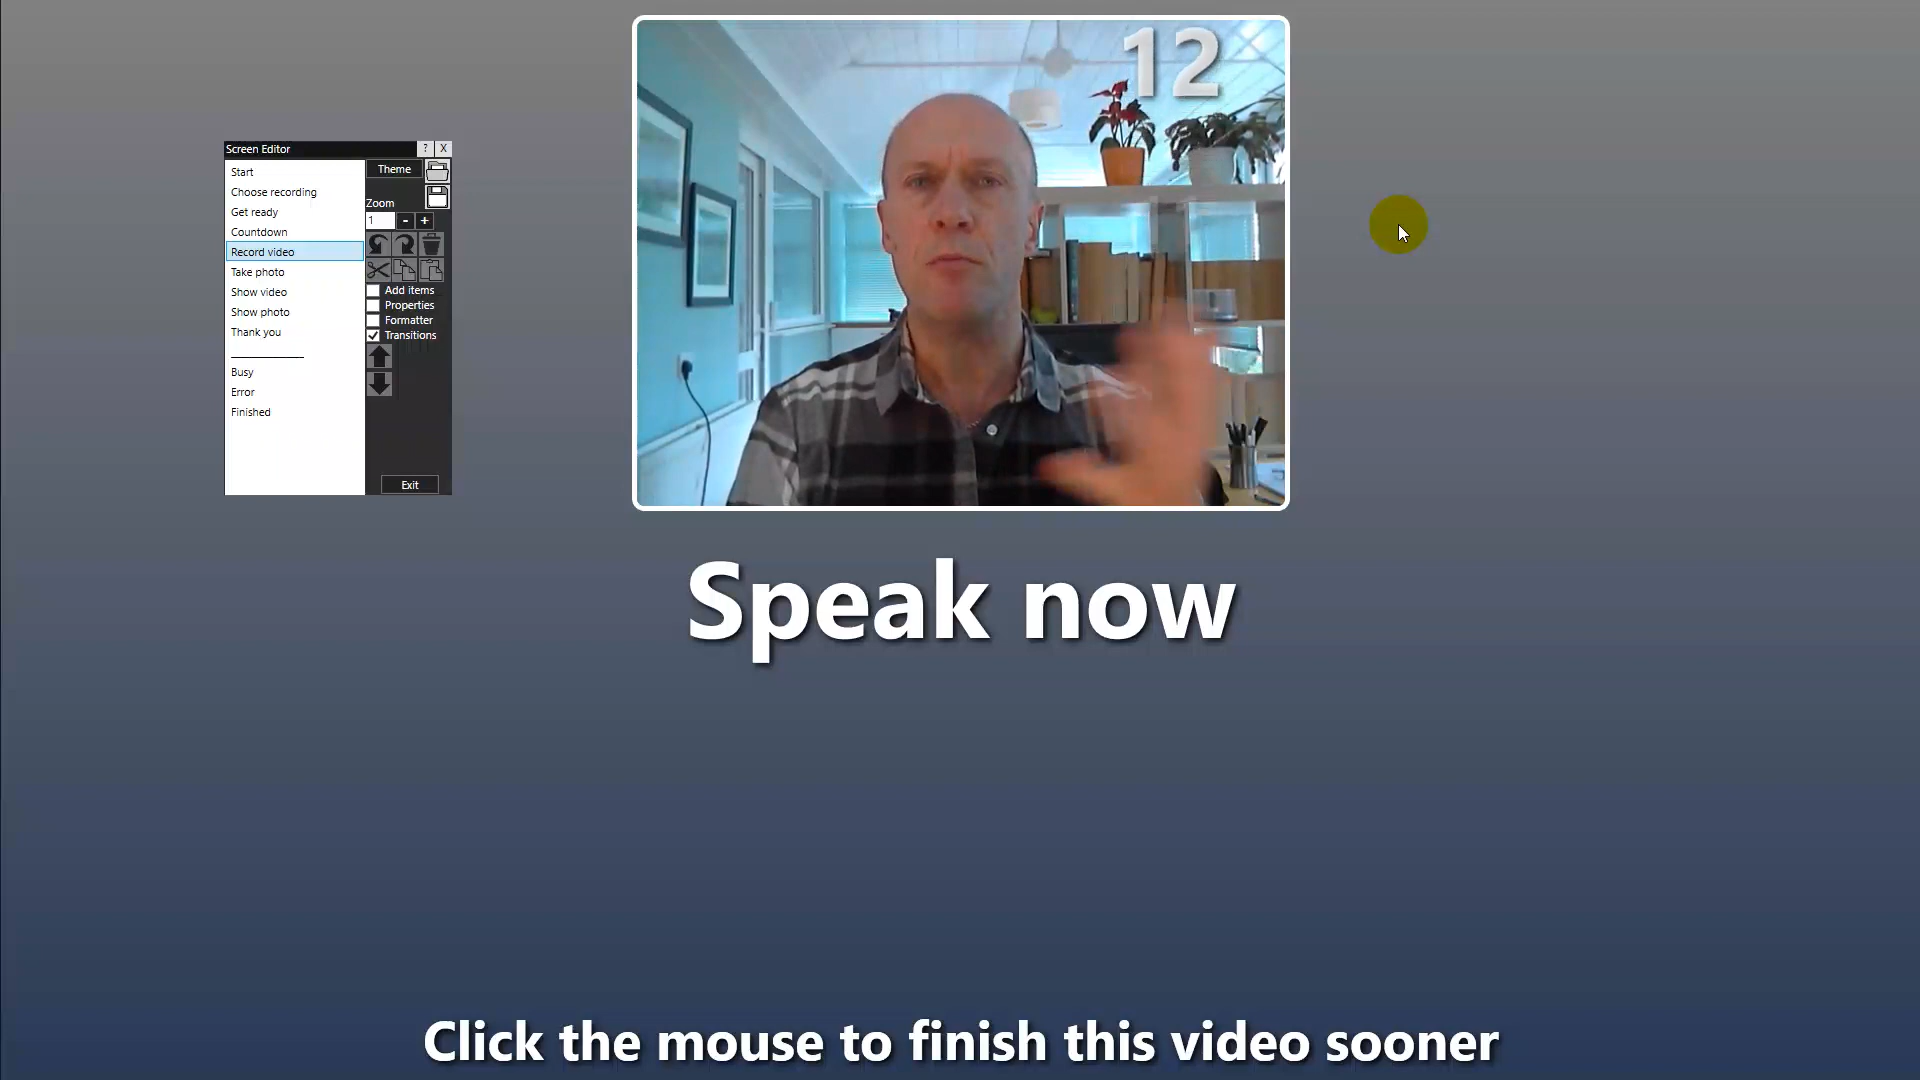 12
Screen Editor ? X
Start
Choose recording
Get ready
Countdown
Record video
Take photo
Show video
Show photo
Thank you
Busy
Error
Finished
Theme
Zoom
1 - +
Add items
Properties
Formatter
Transitions
Exit
Speak now
Click the mouse to finish this video sooner